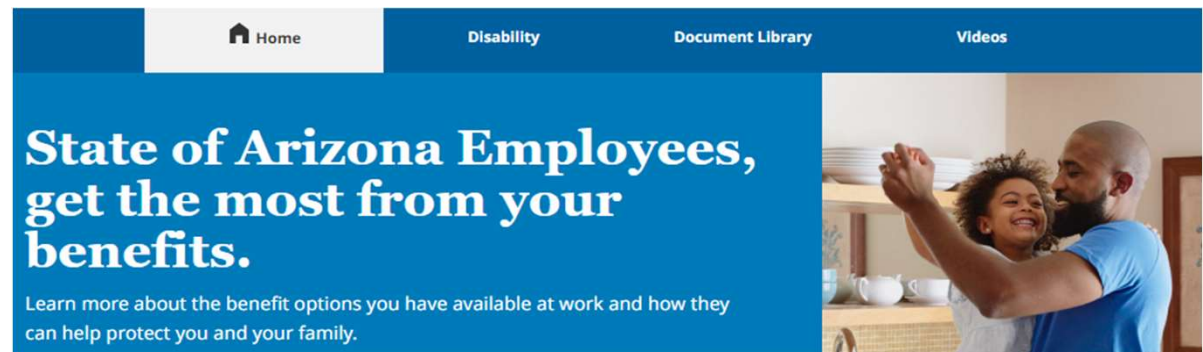 Home
Disability
Document Library
Videos
State of Arizona Employees,
get the most from your
benefits.
Learn more about the benefit options you have available at work and how they
can help protect you and your family.